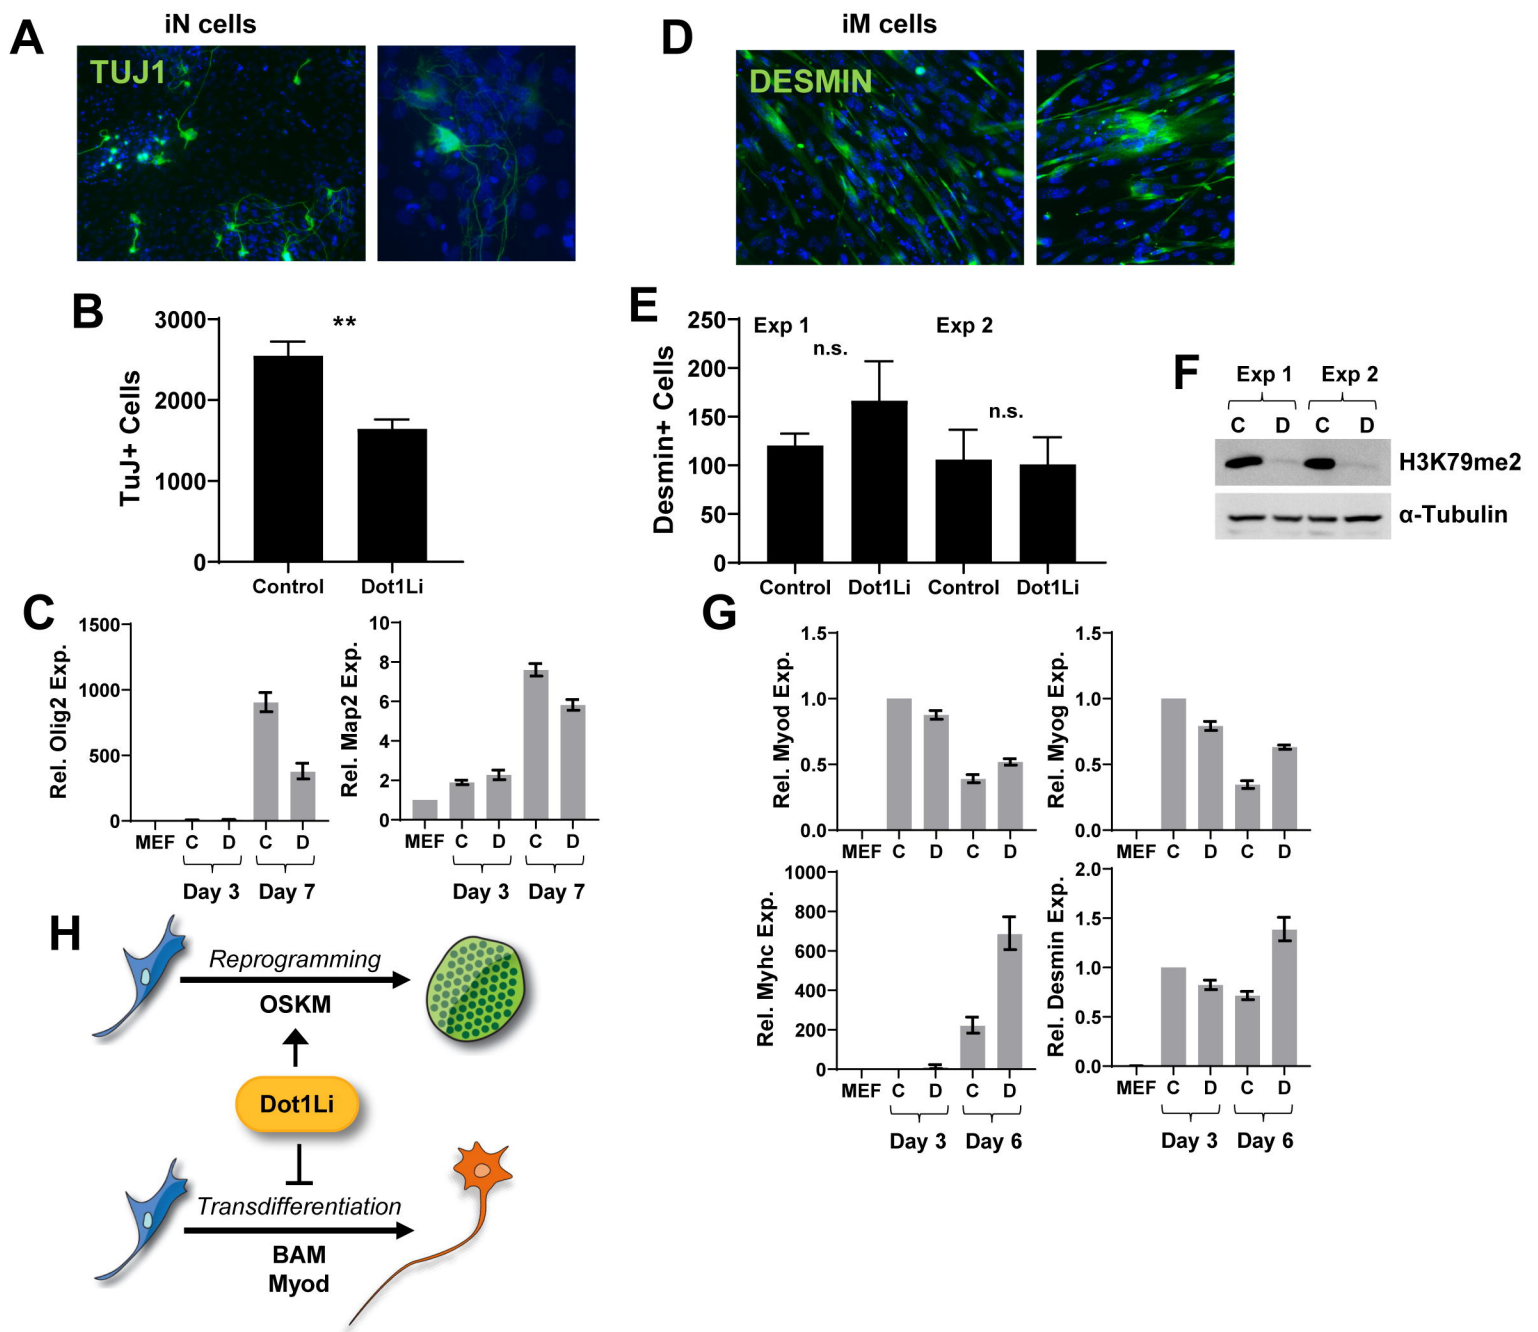 A
iN cells
TUJ1
D
iM cells
DESMIN
B
TuJ+ Cells
3000
2000
1000
0
**
Control
Dot1Li
E
Desmin+ Cells
250
200
150
100
50
0
Exp 1
n.s.
Exp 2
n.s.
Control
Dot1Li
Control
Dot1Li
F
Exp 1
Exp 2
C D C D
H3K79me2
α-Tubulin
C
Rel. Olig2 Exp.
1500
1000
500
0
MEF C D C D
Day 3 Day 7
Rel. Map2 Exp.
10
8
6
4
2
0
MEF C D C D
Day 3 Day 7
G
Rel. Myod Exp.
1.5
1.0
0.5
0.0
MEF C D C D
Rel. Myog Exp.
1.5
1.0
0.5
0.0
MEF C D C D
Rel. Myhc Exp.
1000
800
600
400
200
0
MEF C D C D
Day 3 Day 6
Rel. Desmin Exp.
2.0
1.5
1.0
0.5
0.0
MEF C D C D
Day 3 Day 6
H
Reprogramming
OSKM
Dot1Li
Transdifferentiation
BAM
Myod